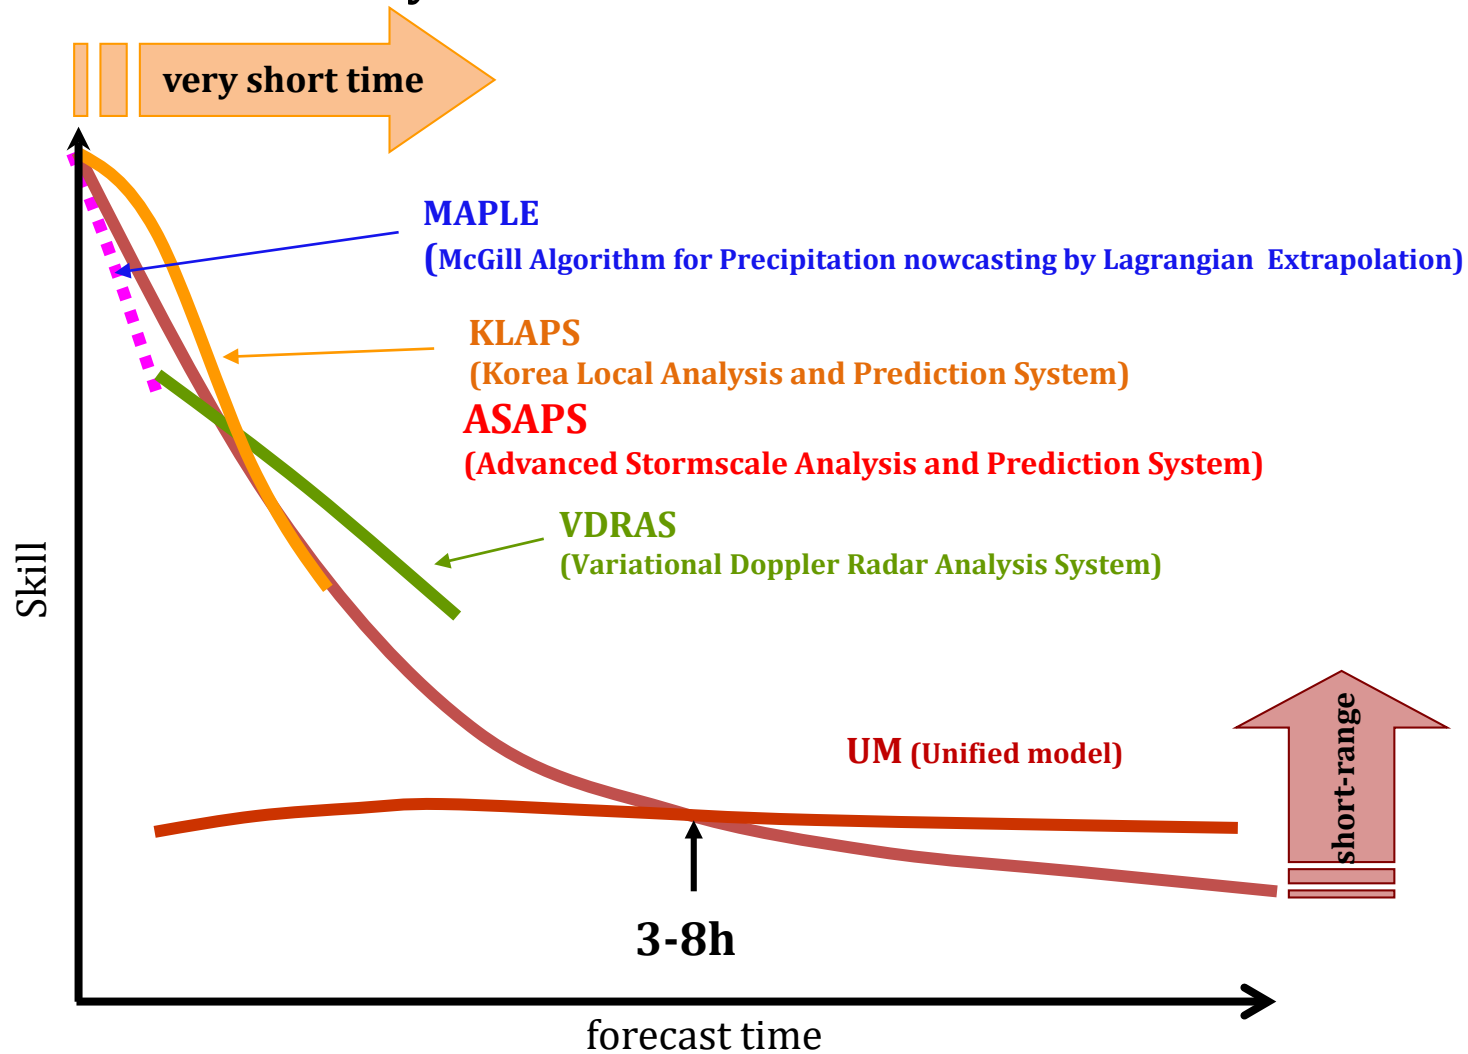 very short time
MAPLE
(McGill Algorithm for Precipitation nowcasting by Lagrangian Extrapolation)
KLAPS
(Korea Local Analysis and Prediction System)
ASAPS
(Advanced Stormscale Analysis and Prediction System)
VDRAS
(Variational Doppler Radar Analysis System)
Skill
UM (Unified model)
short-range
3-8h
forecast time